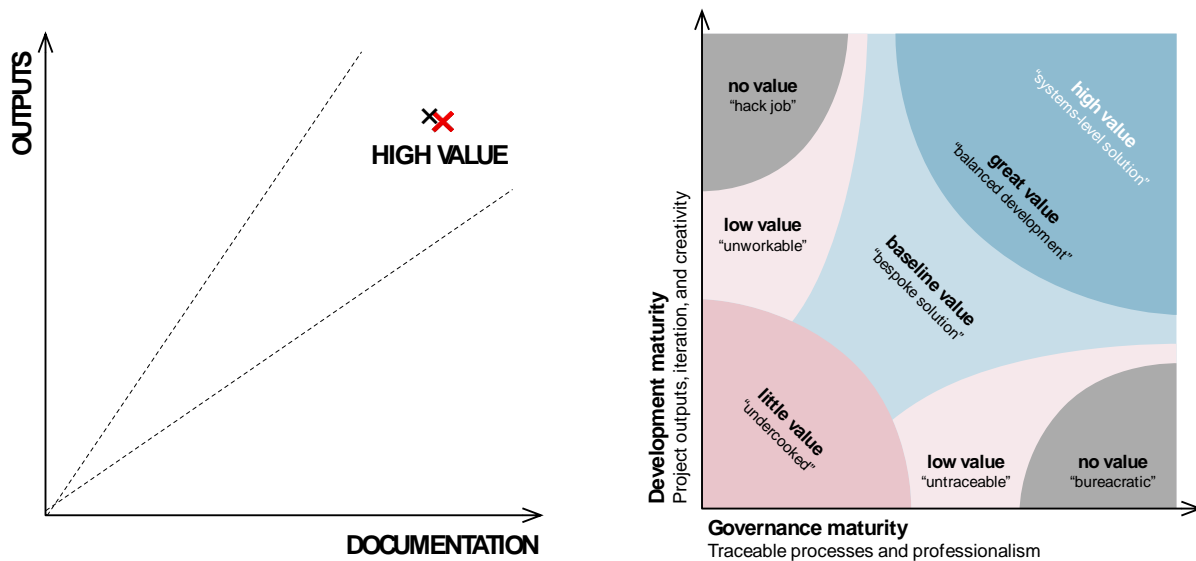 OUTPUTS
HIGH VALUE
DOCUMENTATION
no value
“hack job”
high value
“systems-level solution”
great value
“balanced development”
low value
“unworkable”
baseline value
“bespoke solution”
little value
“undercooked”
low value
“untraceable”
no value
“bureacratic”
Development maturity
Project outputs, iteration, and creativity
Governance maturity
Traceable processes and professionalism